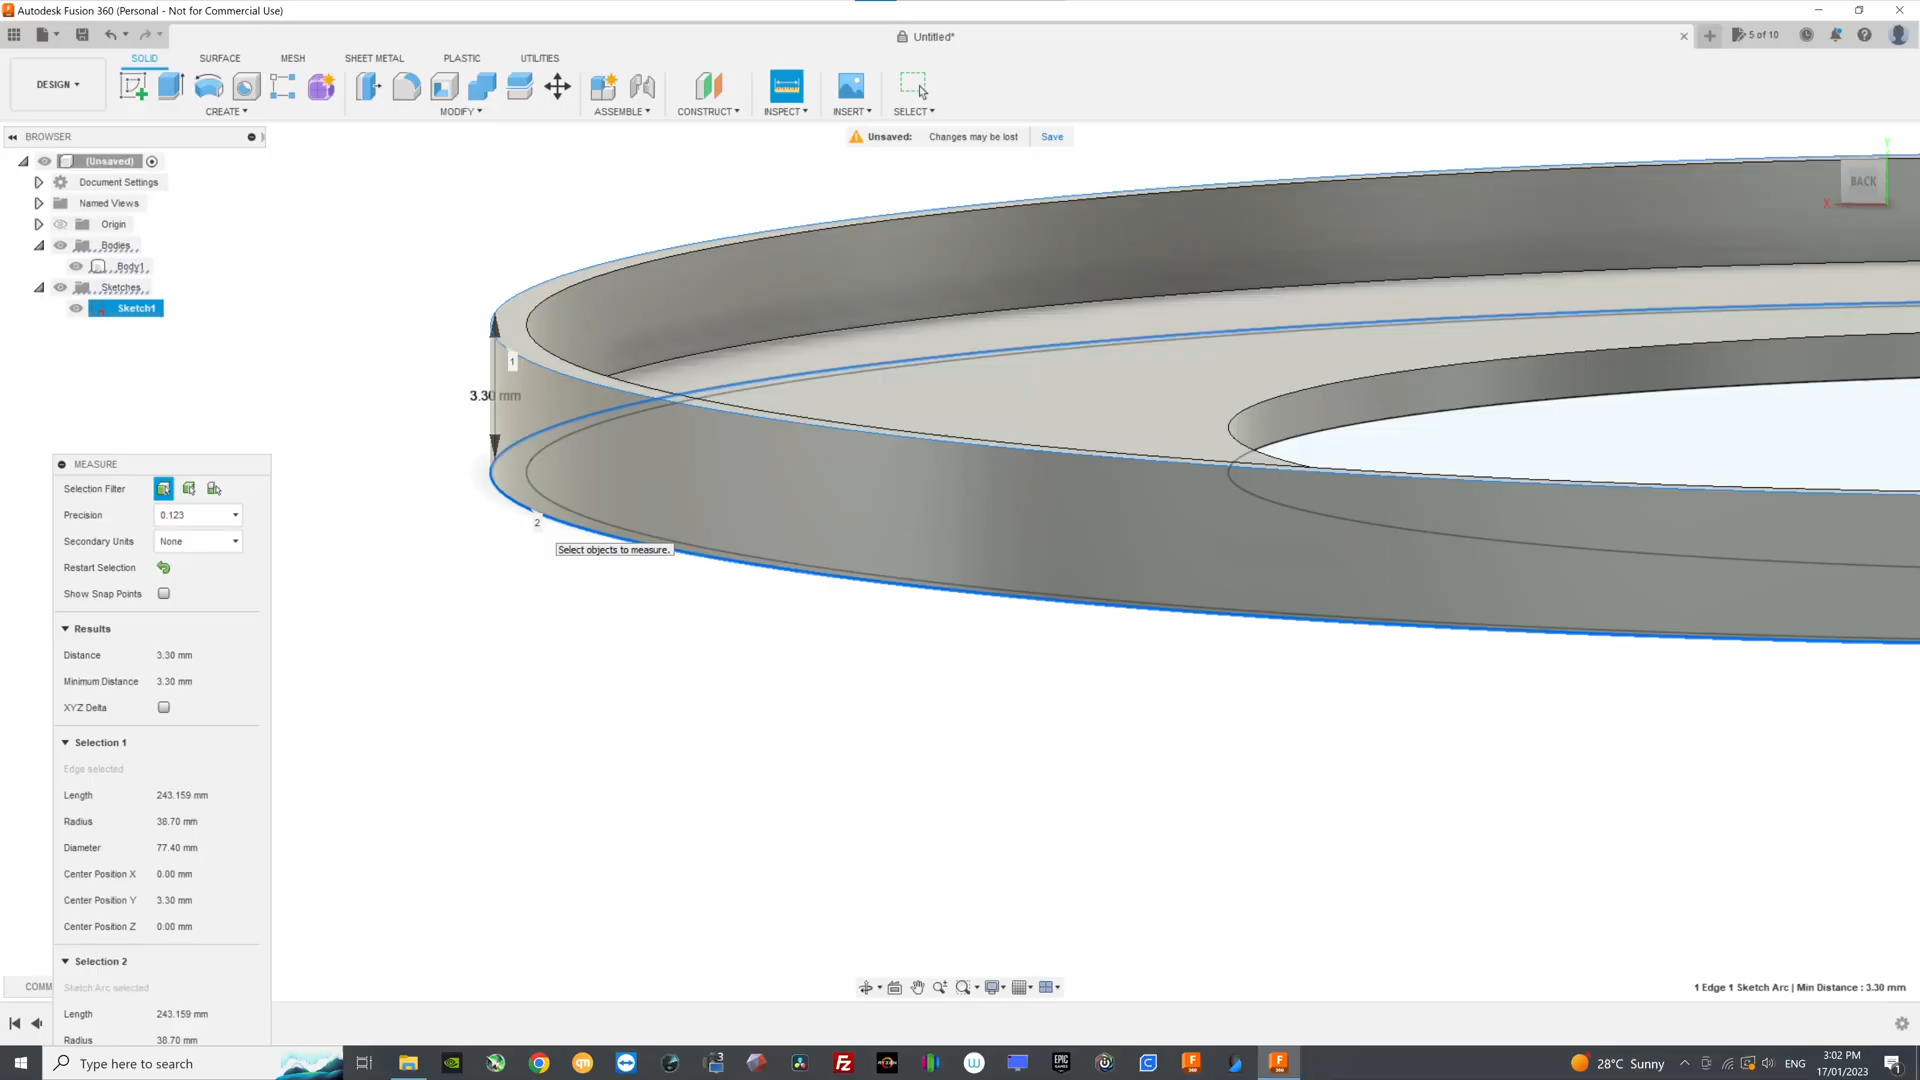 Autodesk Fusion 360 (Personal - Not for Commercial Use)
Untitled*
5 of 10
SOLID
SURFACE
MESH
SHEET METAL
PLASTIC
UTILITIES
DESIGN
CREATE
MODIFY
ASSEMBLE
CONSTRUCT
INSPECT
INSERT
SELECT
BROWSER
Unsaved: Changes may be lost Save
(Unsaved)
Document Settings
Named Views
Origin
Bodies
Body1
Sketches
Sketch1
BACK
X
Y
1
3.30 mm
2
Select objects to measure.
MEASURE
Selection Filter
Precision 0.123
Secondary Units None
Restart Selection
Show Snap Points
Results
Distance 3.30 mm
Minimum Distance 3.30 mm
XYZ Delta
Selection 1
Edge selected
Length 243.159 mm
Radius 38.70 mm
Diameter 77.40 mm
Center Position X 0.00 mm
Center Position Y 3.30 mm
Center Position Z 0.00 mm
Selection 2
Sketch Arc selected
Length 243.159 mm
Radius 38.70 mm
COMM
1 Edge 1 Sketch Arc | Min Distance : 3.30 mm
Type here to search
28°C Sunny
ENG
3:02 PM
17/01/2023